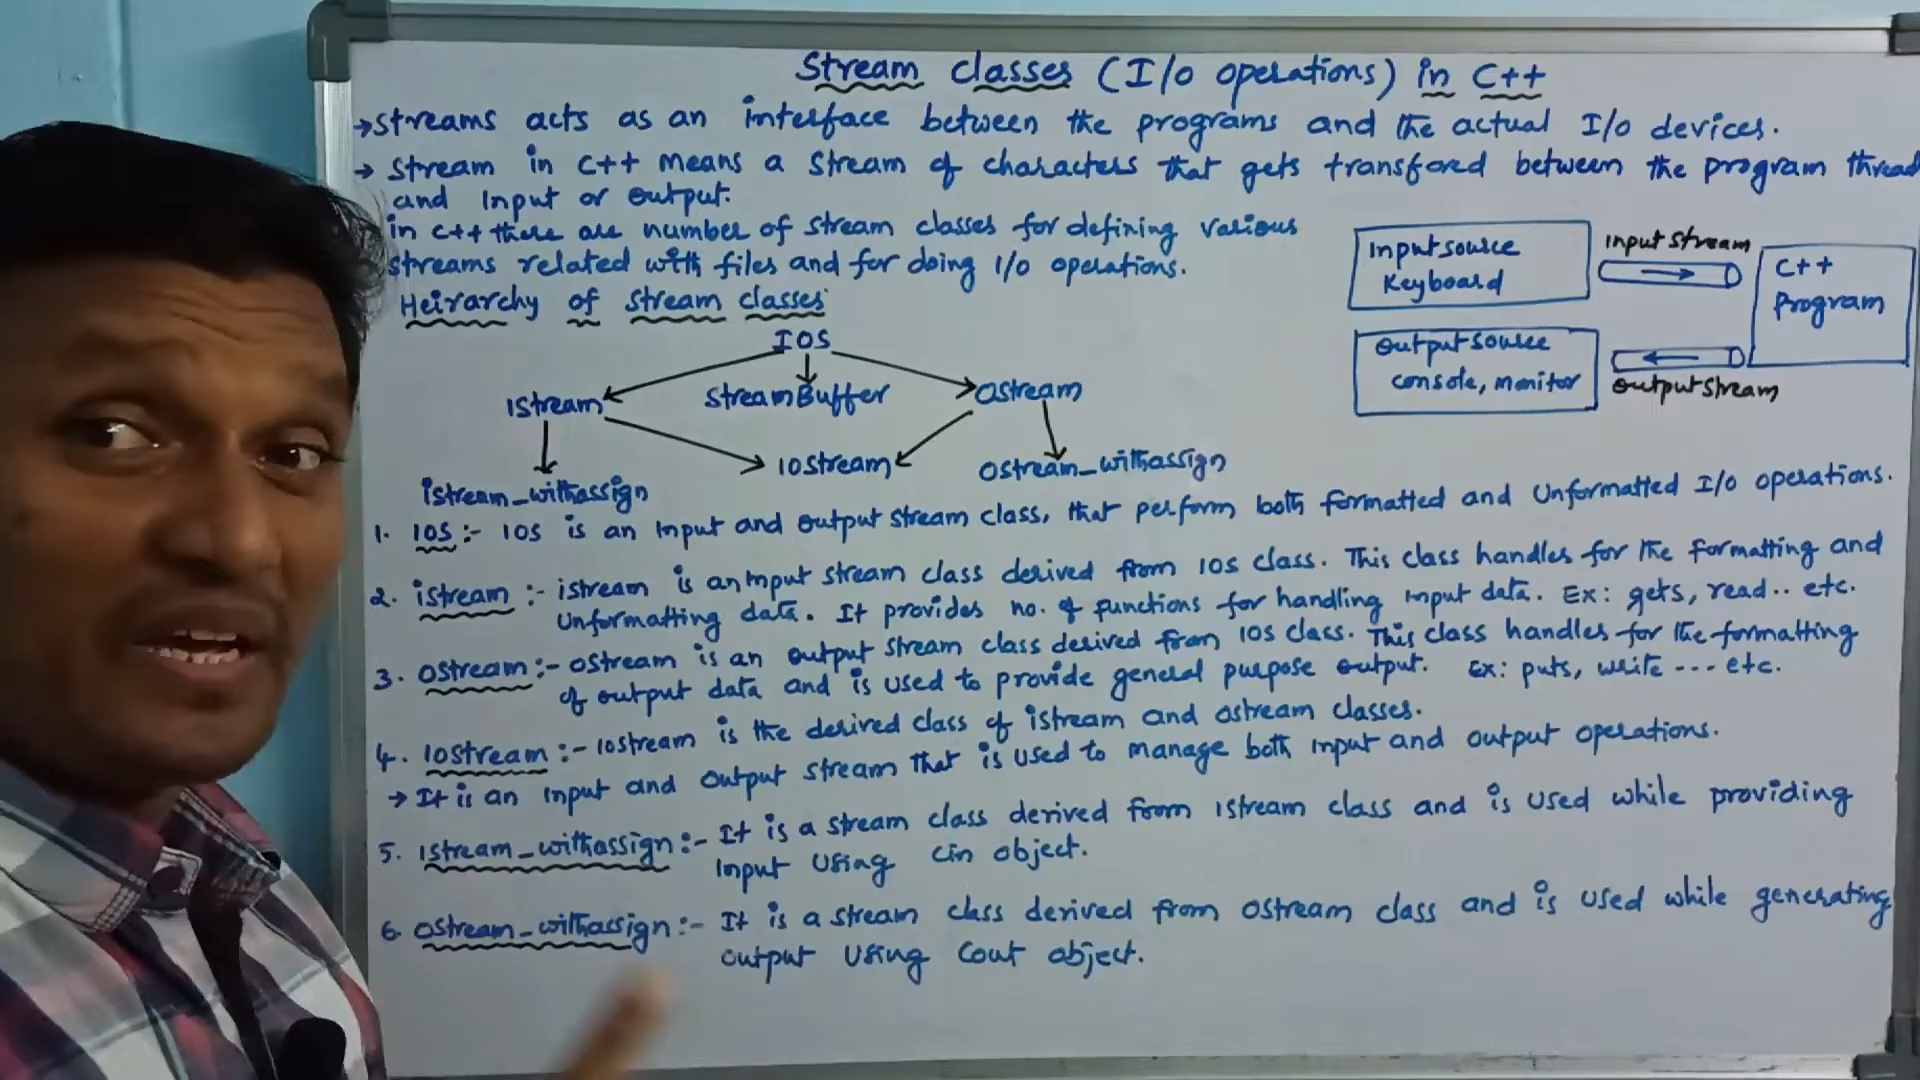 Stream classes (I/O operations) in C++
→ streams acts as an interface between the programs and the actual I/O devices.
→ Stream in C++ means a stream of characters that gets transfered between the program thread
and input or output.
in C++ there are number of stream classes for defining various
streams related with files and for doing I/O operations.
Heirarchy of stream classes
IOS
istream
StreamBuffer
Ostream
iostream
istream_withassign
ostream_withassign
input source
keyboard
input stream
C++
Program
output source
console, monitor
output stream
1. IOS :- IOS is an input and output stream class, that perform both formatted and Unformatted I/O operations.
2. istream :- istream is an input stream class derived from IOS class. This class handles for the formatting and
Unformatting data. It provides no. of functions for handling input data. Ex: gets, read.. etc.
3. ostream :- ostream is an output stream class derived from IOS class. This class handles for the formatting
of output data and is used to provide general purpose output. Ex: puts, write --- etc.
4. iostream :- iostream is the derived class of istream and ostream classes.
→ It is an input and output stream that is used to manage both input and output operations.
5. istream_withassign :- It is a stream class derived from istream class and is used while providing
input using cin object.
6. ostream_withassign :- It is a stream class derived from ostream class and is used while generating
output using cout object.